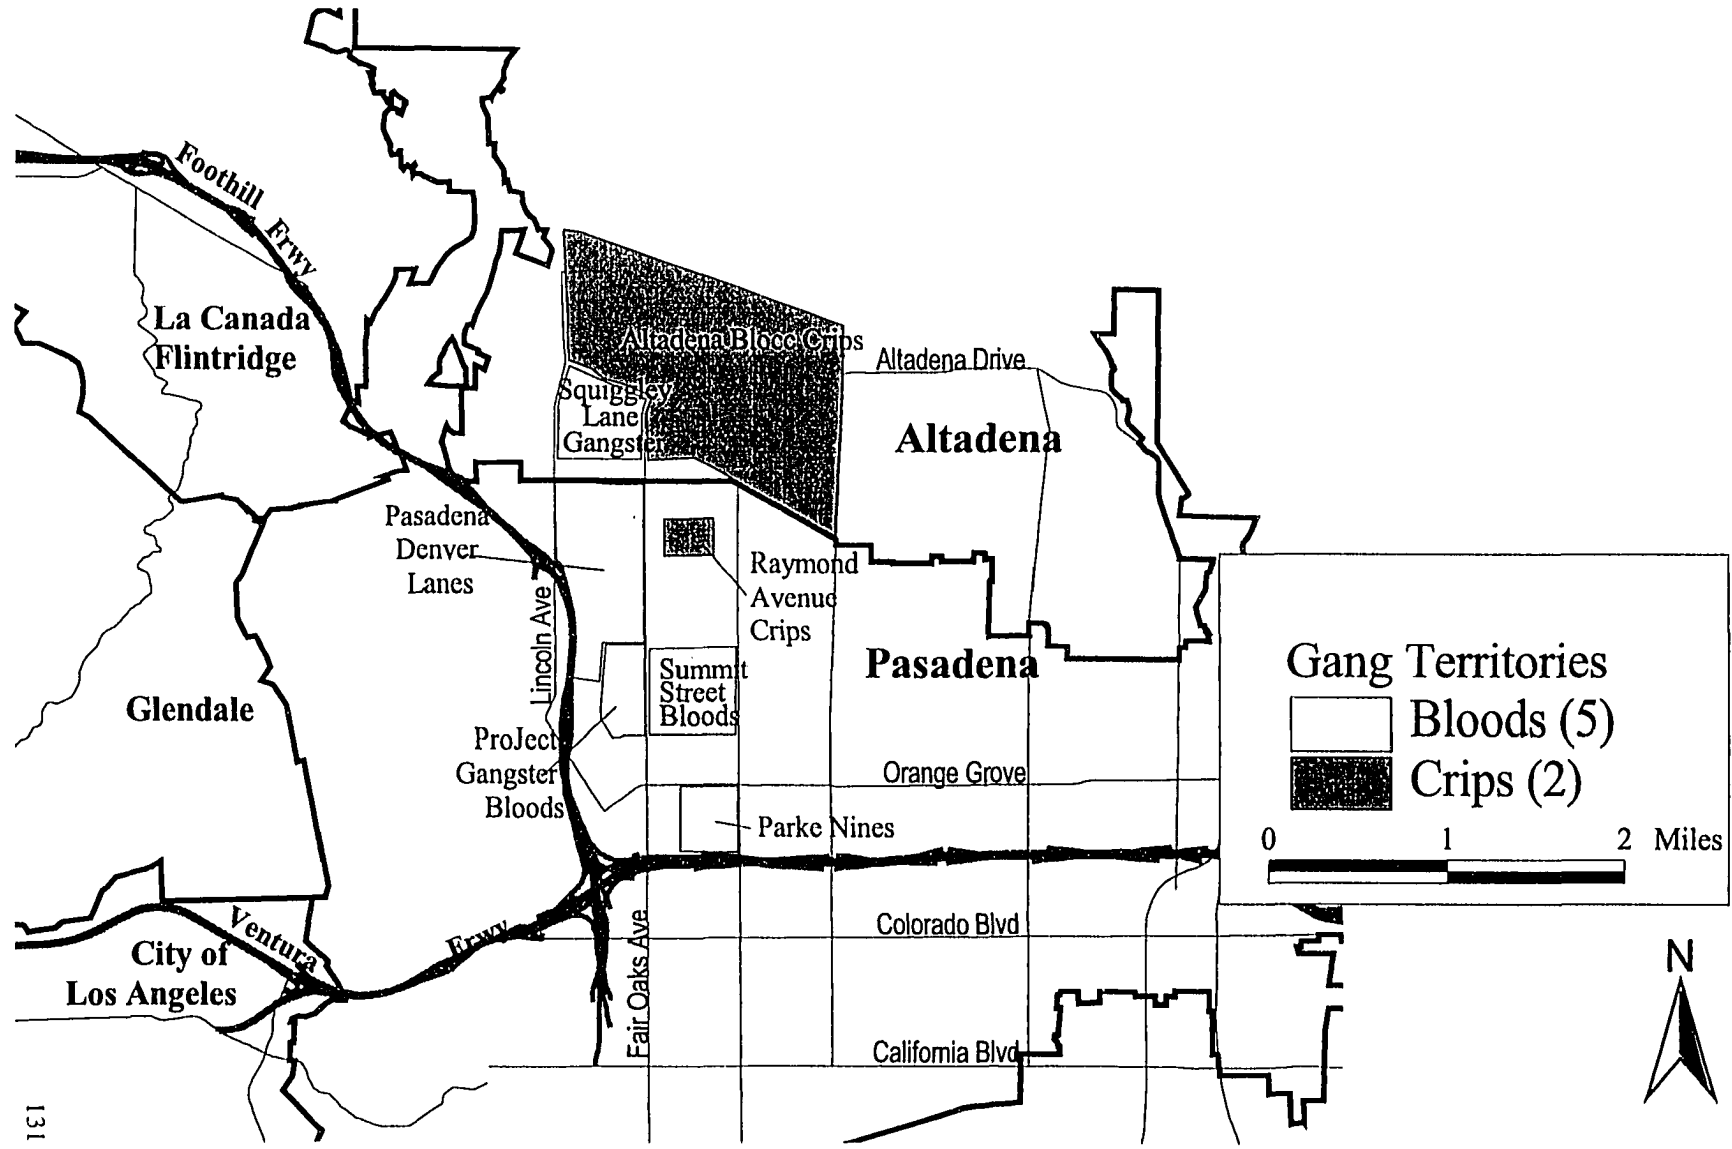 Foothill
Frwy
La Canada
Flintridge
Altadena Blocc Crips
Altadena Drive
Squiggley
Lane
Gangster
Altadena
Pasadena
Denver
Lanes
Raymond
Avenue
Crips
Lincoln Ave
Summit
Street
Bloods
Pasadena
Glendale
ProJect
Gangster
Bloods
Orange Grove
Parke Nines
Gang Territories
Bloods (5)
Crips (2)
0 1 2 Miles
Ventura
Frwy
City of
Los Angeles
Fair Oaks Ave
Colorado Blvd
California Blvd
N
131